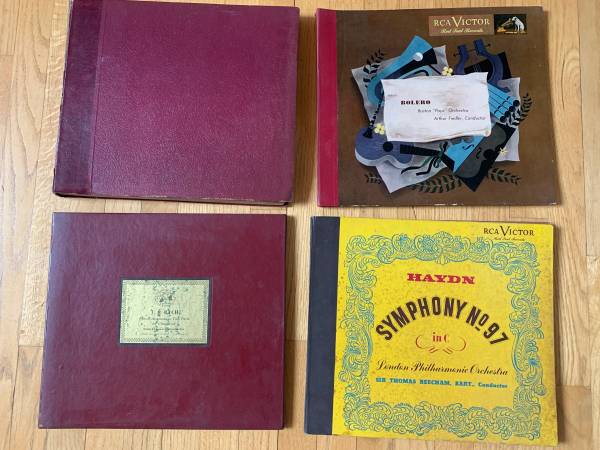 RCA VICTOR
Red Seal Records
BOLERO
Boston "Pops" Orchestra
Arthur Fiedler, Conductor
RCA VICTOR
Red Seal Records
HAYDN
SYMPHONY No 97
in C
London Philharmonic Orchestra
SIR THOMAS BEECHAM, BART., Conductor
BACH